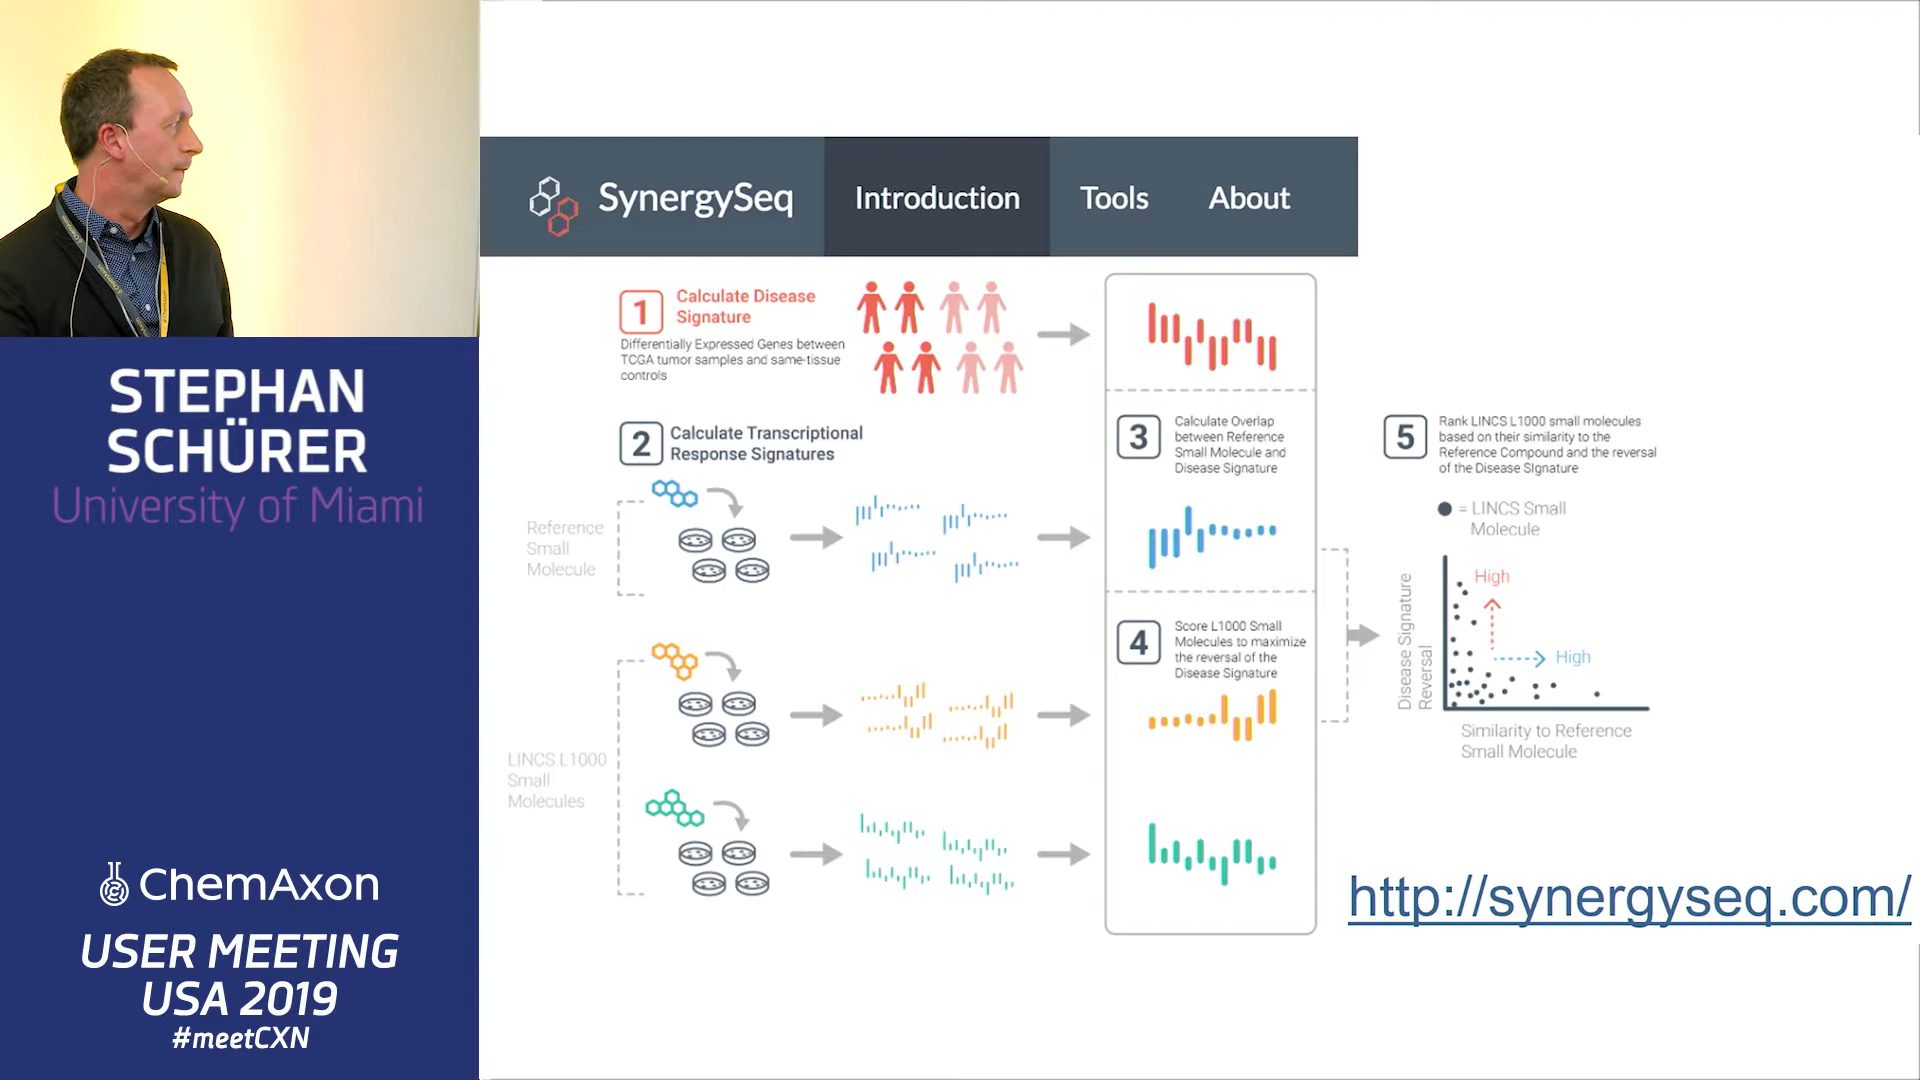 STEPHAN
SCHÜRER
University of Miami
ChemAxon
USER MEETING
USA 2019
#meetCXN
SynergySeq
Introduction
Tools
About
1
Calculate Disease
Signature
Differentially Expressed Genes between
TCGA tumor samples and same-tissue
controls
2
Calculate Transcriptional
Response Signatures
Reference
Small
Molecule
LINCS L1000
Small
Molecules
3
Calculate Overlap
between Reference
Small Molecule and
Disease Signature
4
Score L1000 Small
Molecules to maximize
the reversal of the
Disease Signature
5
Rank LINCS L1000 small molecules
based on their similarity to the
Reference Compound and the reversal
of the Disease SIgnature
= LINCS Small
Molecule
High
High
Disease Signature
Reversal
Similarity to Reference
Small Molecule
http://synergyseq.com/